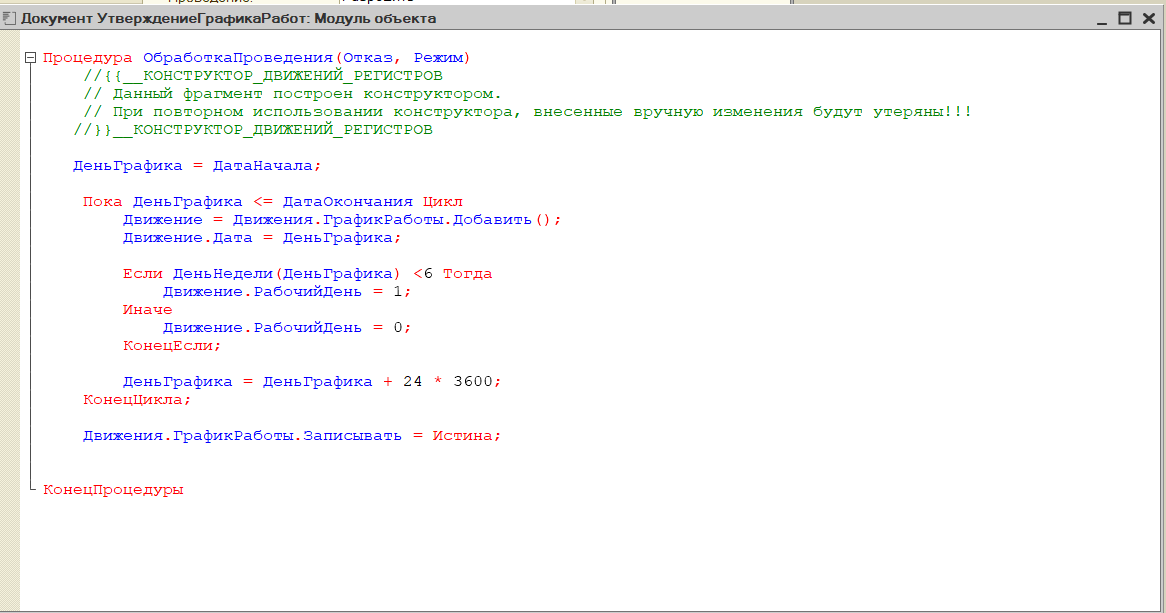 Документ УтверждениеГрафикаРабот: Модуль объекта
Процедура ОбработкаПроведения(Отказ, Режим)
//{{__КОНСТРУКТОР_ДВИЖЕНИЙ_РЕГИСТРОВ
// Данный фрагмент построен конструктором.
// При повторном использовании конструктора, внесенные вручную изменения будут утеряны!!!
//}}__КОНСТРУКТОР_ДВИЖЕНИЙ_РЕГИСТРОВ
ДеньГрафика = ДатаНачала;
Пока ДеньГрафика <= ДатаОкончания Цикл
Движение = Движения.ГрафикРаботы.Добавить();
Движение.Дата = ДеньГрафика;
Если ДеньНедели(ДеньГрафика) <6 Тогда
Движение.РабочийДень = 1;
Иначе
Движение.РабочийДень = 0;
КонецЕсли;
ДеньГрафика = ДеньГрафика + 24 * 3600;
КонецЦикла;
Движения.ГрафикРаботы.Записывать = Истина;
КонецПроцедуры